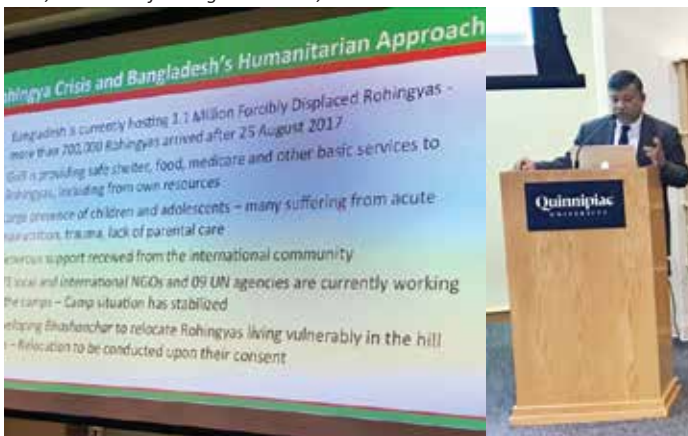 ohingya Crisis and Bangladesh's Humanitarian Approach
Bangladesh is currently hosting 1.1 Million Forcibly Displaced Rohingyas -
more than 700,000 Rohingyas arrived after 25 August 2017
GoB is providing safe shelter, food, medicare and other basic services to
Rohingyas, including from own resources
Large presence of children and adolescents – many suffering from acute
malnutrition, trauma, lack of parental care
nerous support received from the international community
local and international NGOs and 09 UN agencies are currently working
the camps – Camp situation has stabilized
veloping Bhashanchar to relocate Rohingyas living vulnerably in the hill
– Relocation to be conducted upon their consent
Quinnipiac
UNIVERSITY